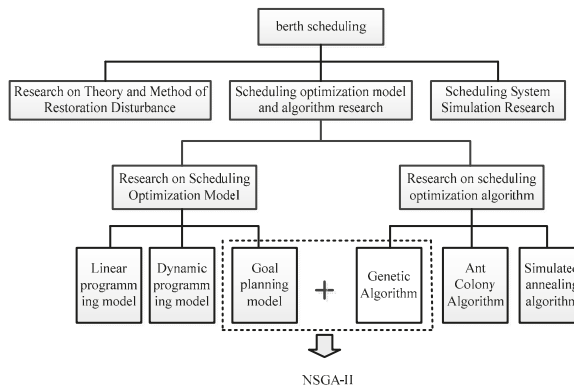 berth scheduling
Research on Theory and Method of
Restoration Disturbance
Scheduling optimization model
and algorithm research
Scheduling System
Simulation Research
Research on Scheduling
Optimization Model
Research on scheduling
optimization algorithm
Linear
programm
ing model
Dynamic
programm
ing model
Goal
planning
model
+
Genetic
Algorithm
Ant
Colony
Algorithm
Simulated
annealing
algorithm
NSGA-II